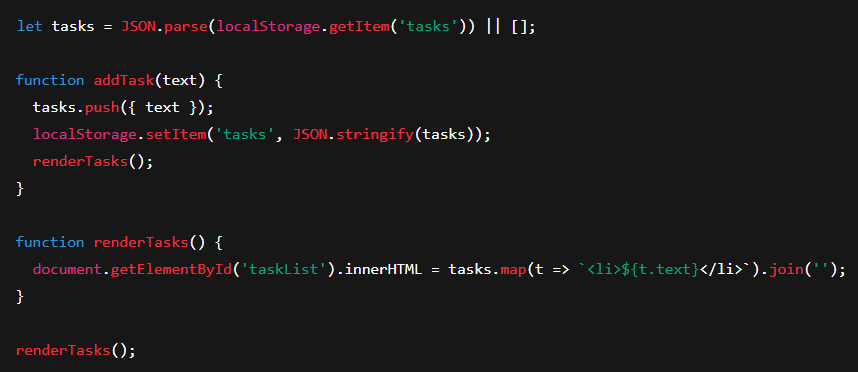 let tasks = JSON.parse(localStorage.getItem('tasks')) || [];
function addTask(text) {
tasks.push({ text });
localStorage.setItem('tasks', JSON.stringify(tasks));
renderTasks();
}
function renderTasks() {
document.getElementById('taskList').innerHTML = tasks.map(t => `<li>${t.text}</li>`).join('');
}
renderTasks();